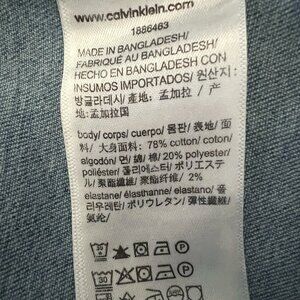 www.calvinklein.com
1886463
MADE IN BANGLADESH/
FABRIQUÉ AU BANGLADESH/
HECHO EN BANGLADESH CON
INSUMOS IMPORTADOS/ 원산지:
방글라데시/ 產地: 孟加拉 / 产
地:孟加拉国
body/ corps/ cuerpo/ 몸판/ 表地/ 面
料/ 大身面料: 78% cotton/ coton/
algodón/ 면/ 綿/ 棉/ 20% polyester/
poliéster/ 폴리에스터/ ポリエステ
ル/ 聚酯纖維/ 聚酯纤维/ 2%
elastane/ élasthanne/ elastano/ 폴
리우레탄/ ポリウレタン/ 彈性纖維/
氨纶/
30
30